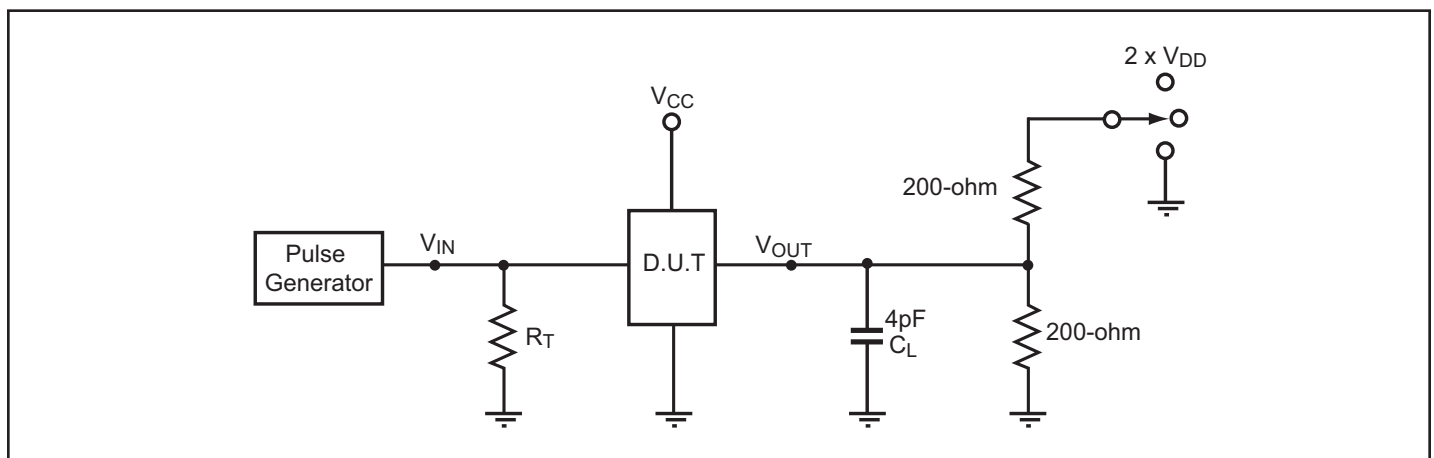 2 x VDD
VCC
200-ohm
Pulse
Generator
VIN
D.U.T
VOUT
RT
4pF
CL
200-ohm